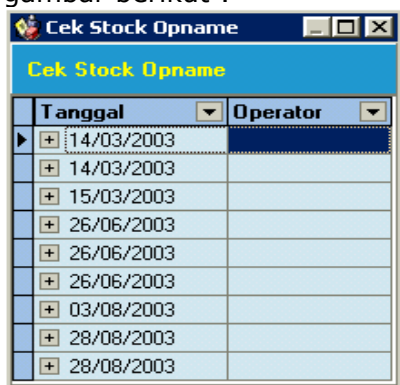 gambar berikut :
Cek Stock Opname
Cek Stock Opname
Tanggal Operator
14/03/2003
14/03/2003
15/03/2003
26/06/2003
26/06/2003
26/06/2003
03/08/2003
28/08/2003
28/08/2003